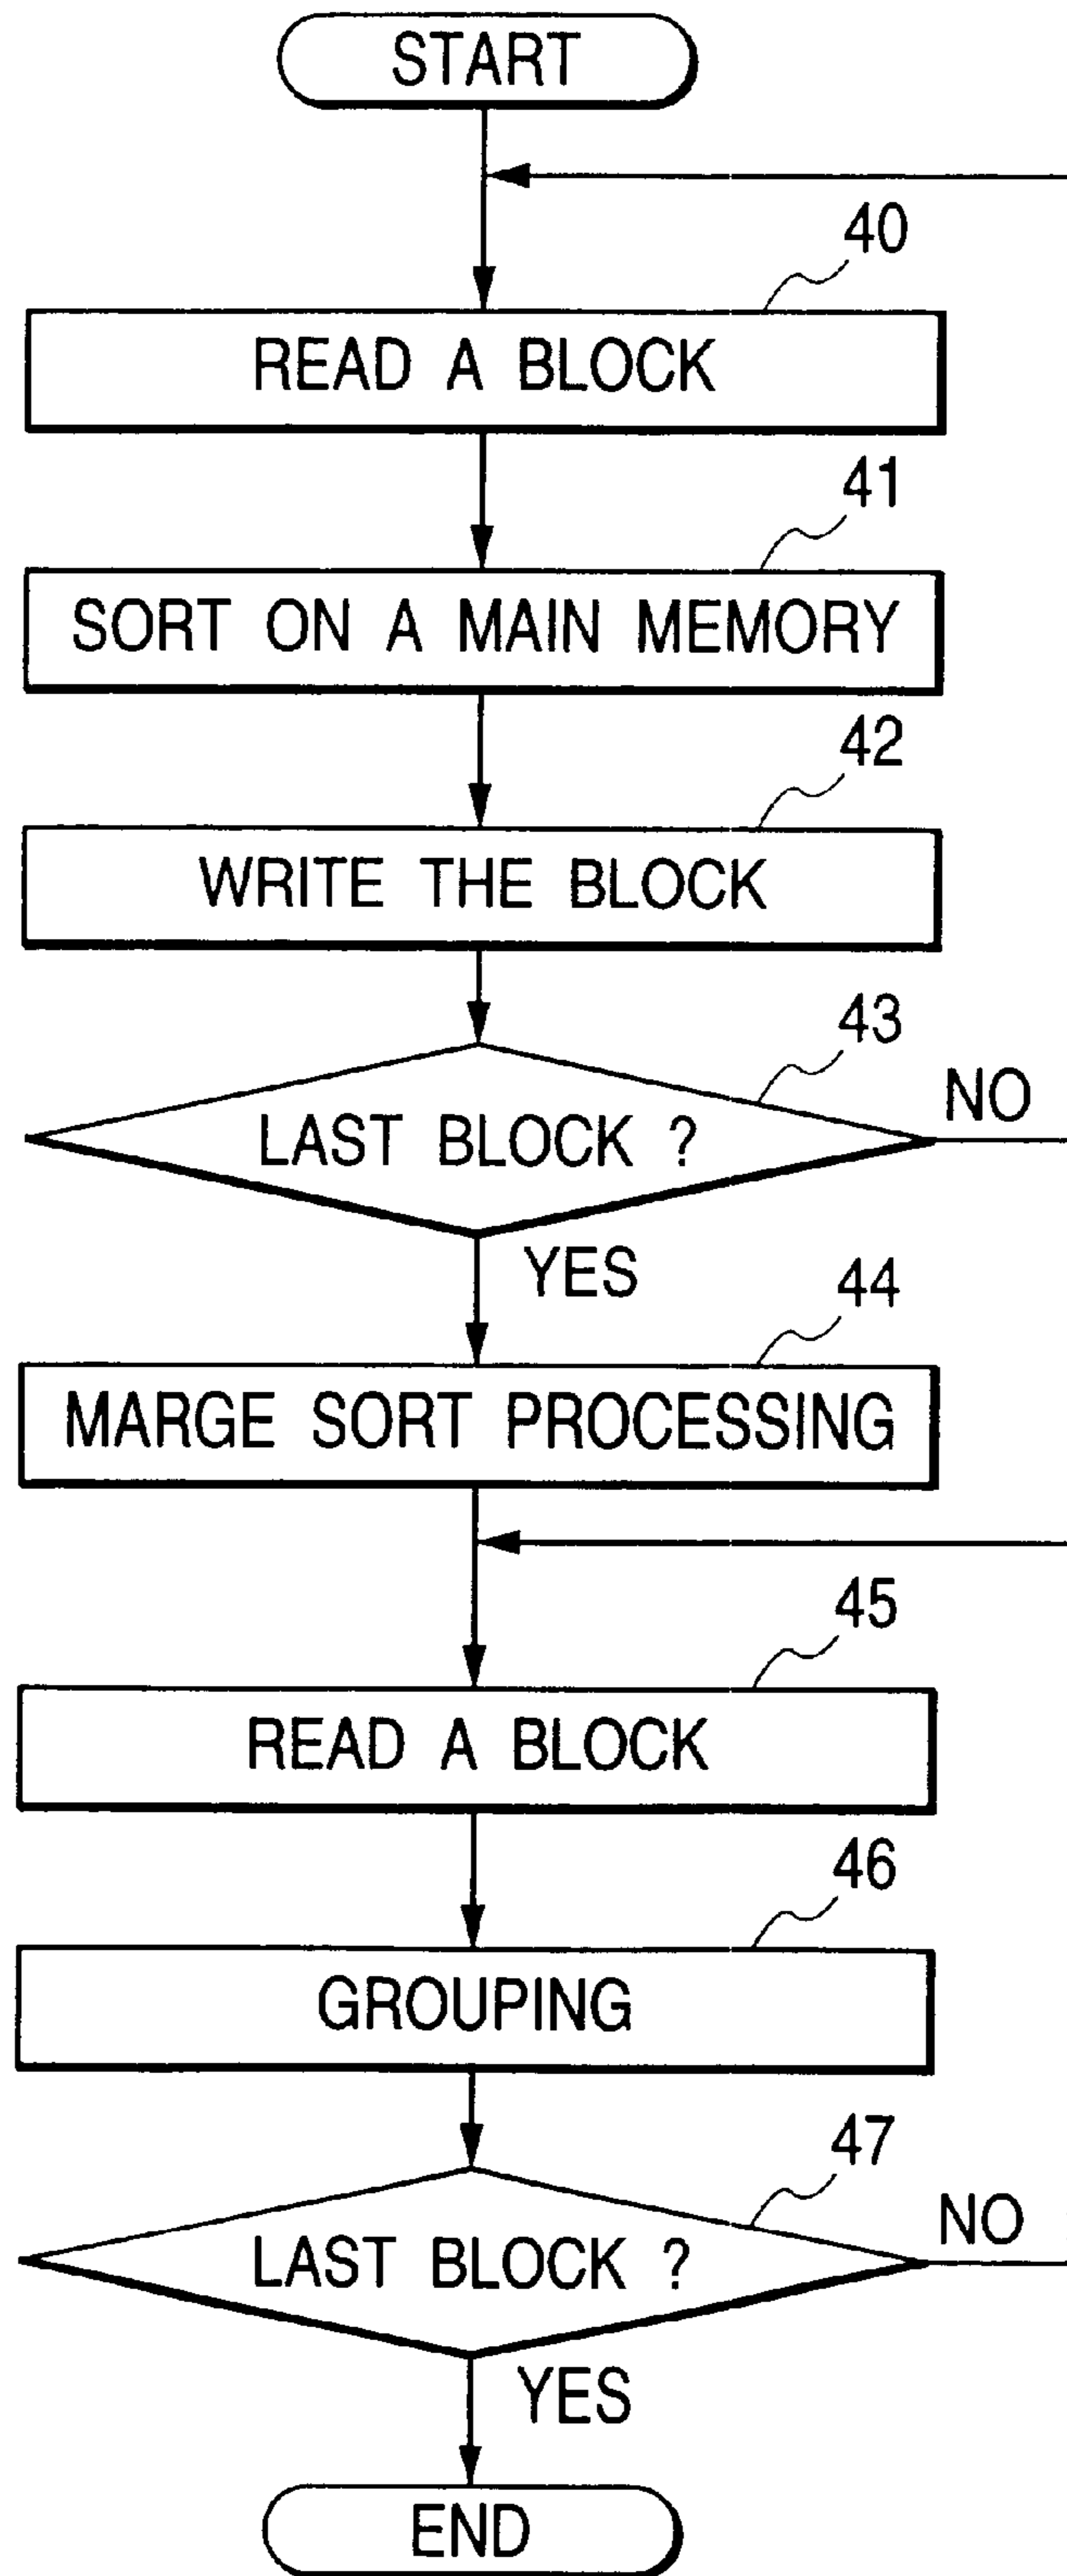 START
40
READ A BLOCK
41
SORT ON A MAIN MEMORY
42
WRITE THE BLOCK
43
LAST BLOCK ?
NO
YES
44
MARGE SORT PROCESSING
45
READ A BLOCK
46
GROUPING
47
LAST BLOCK ?
NO
YES
END